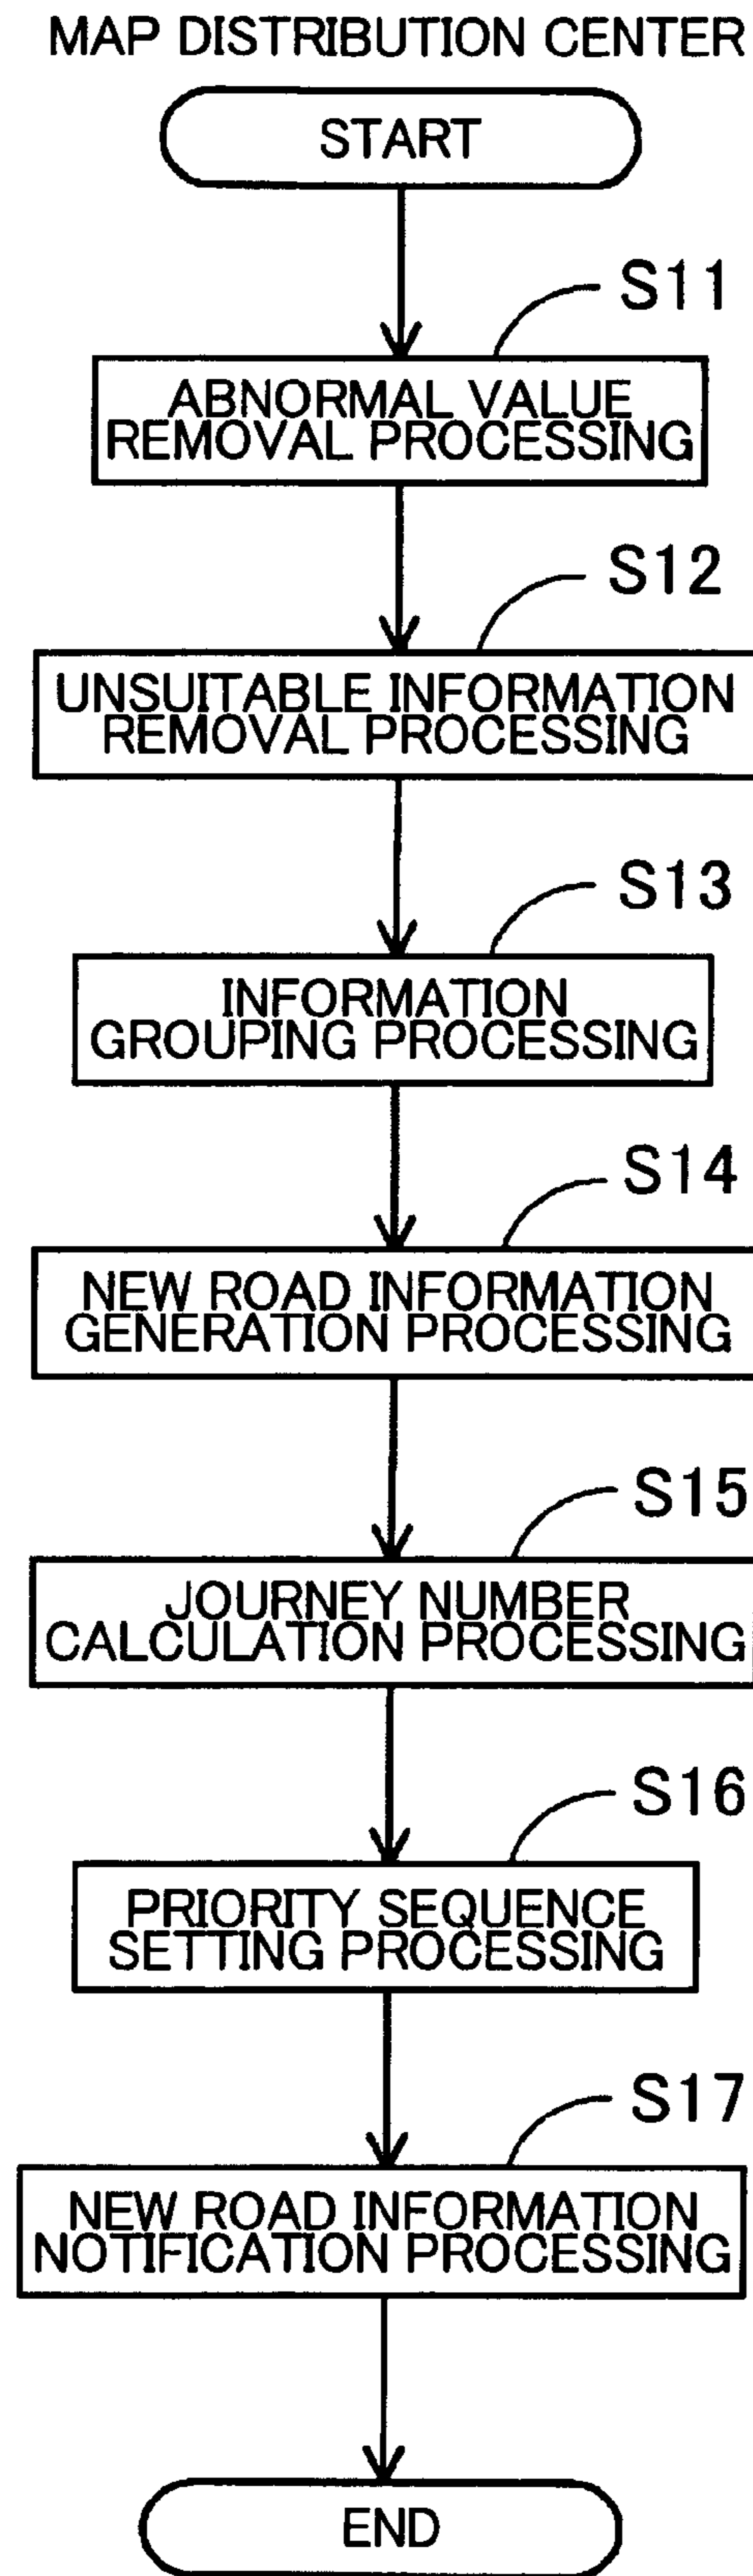 MAP DISTRIBUTION CENTER
START
S11
ABNORMAL VALUE
REMOVAL PROCESSING
S12
UNSUITABLE INFORMATION
REMOVAL PROCESSING
S13
INFORMATION
GROUPING PROCESSING
S14
NEW ROAD INFORMATION
GENERATION PROCESSING
S15
JOURNEY NUMBER
CALCULATION PROCESSING
S16
PRIORITY SEQUENCE
SETTING PROCESSING
S17
NEW ROAD INFORMATION
NOTIFICATION PROCESSING
END